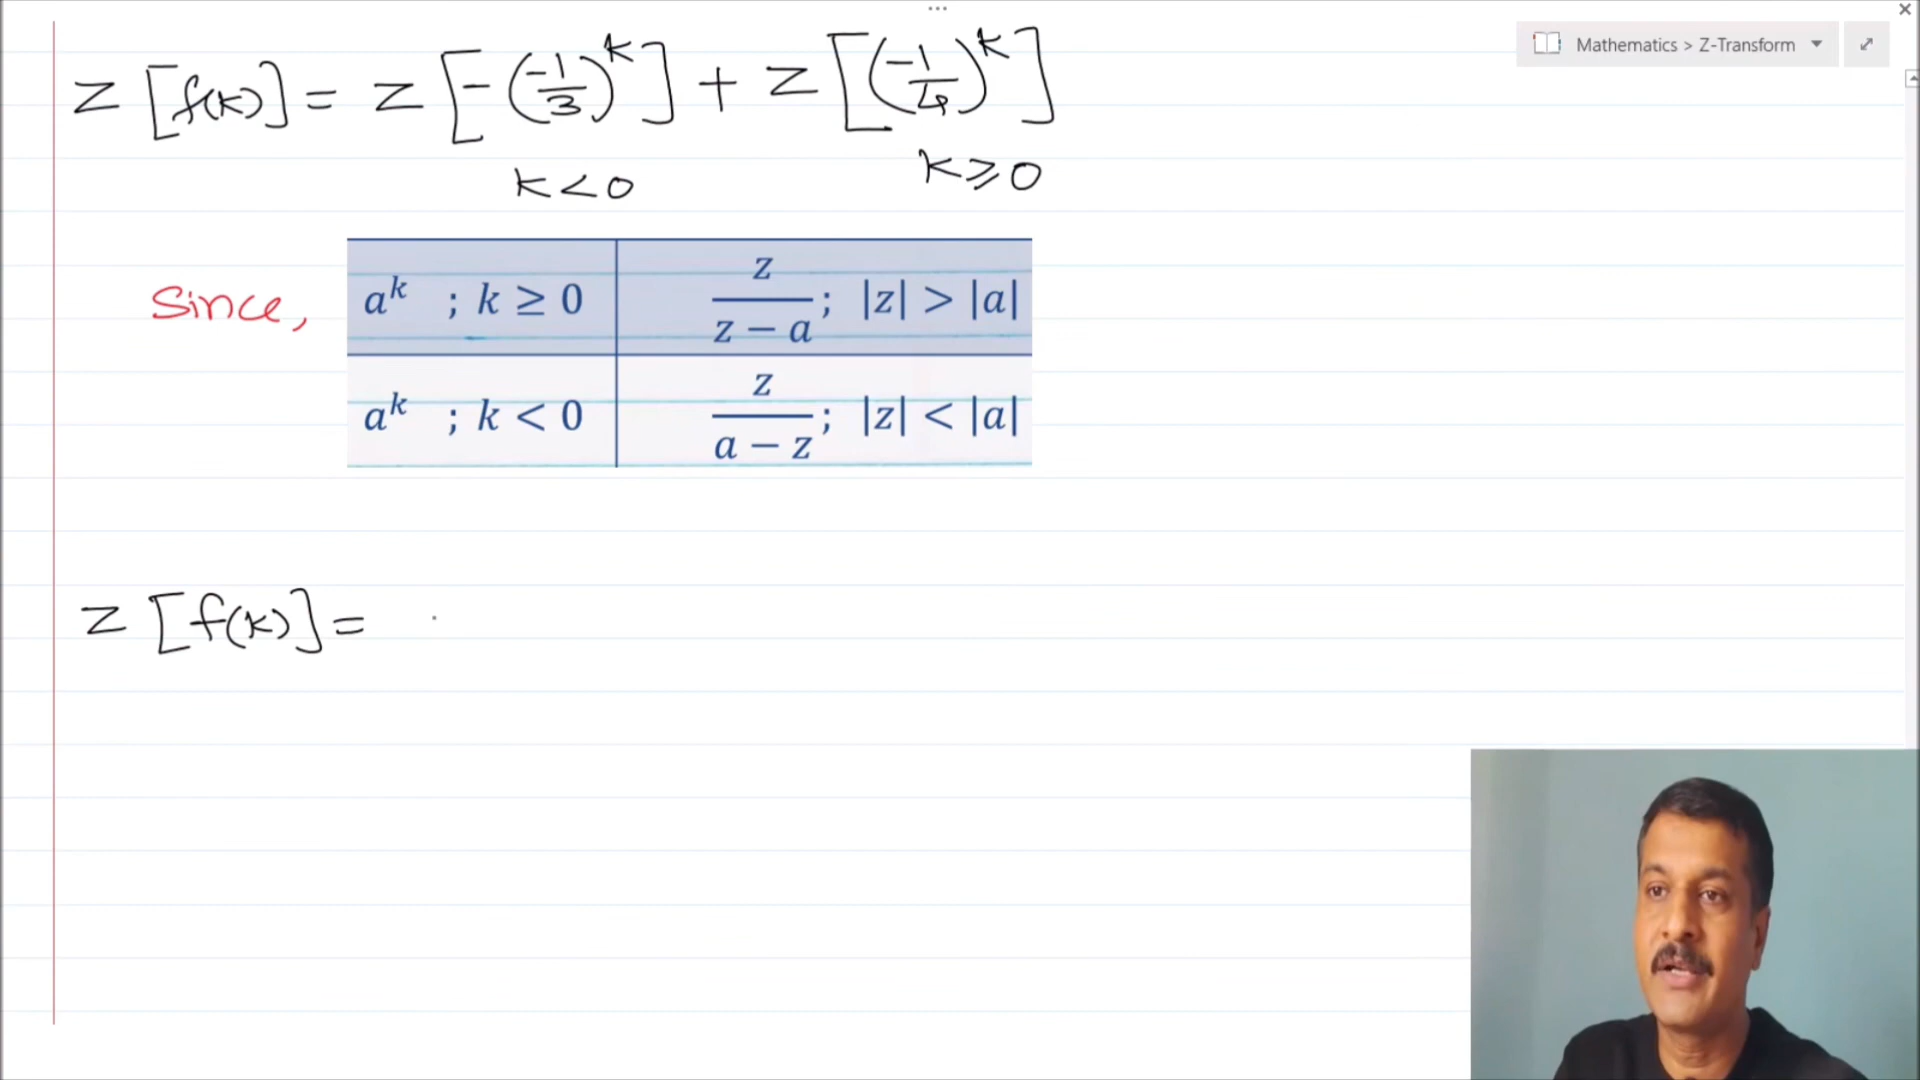 Mathematics > Z-Transform
Z [f(k)] = Z [-(-1/3)^k] + Z [(-1/4)^k]
k < 0 k ≥ 0
Since,
a^k ; k ≥ 0 z/(z − a) ; |z| > |a|
a^k ; k < 0 z/(a − z) ; |z| < |a|
Z [f(k)] =